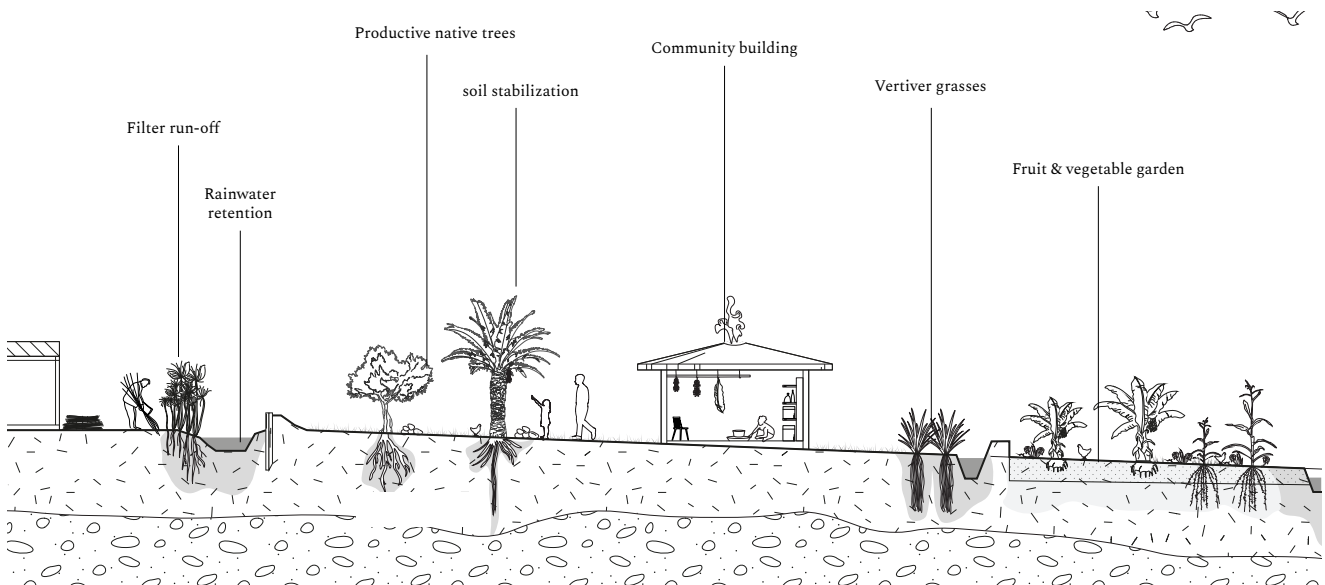 Productive native trees
Community building
soil stabilization
Vertiver grasses
Filter run-off
Fruit & vegetable garden
Rainwater
retention